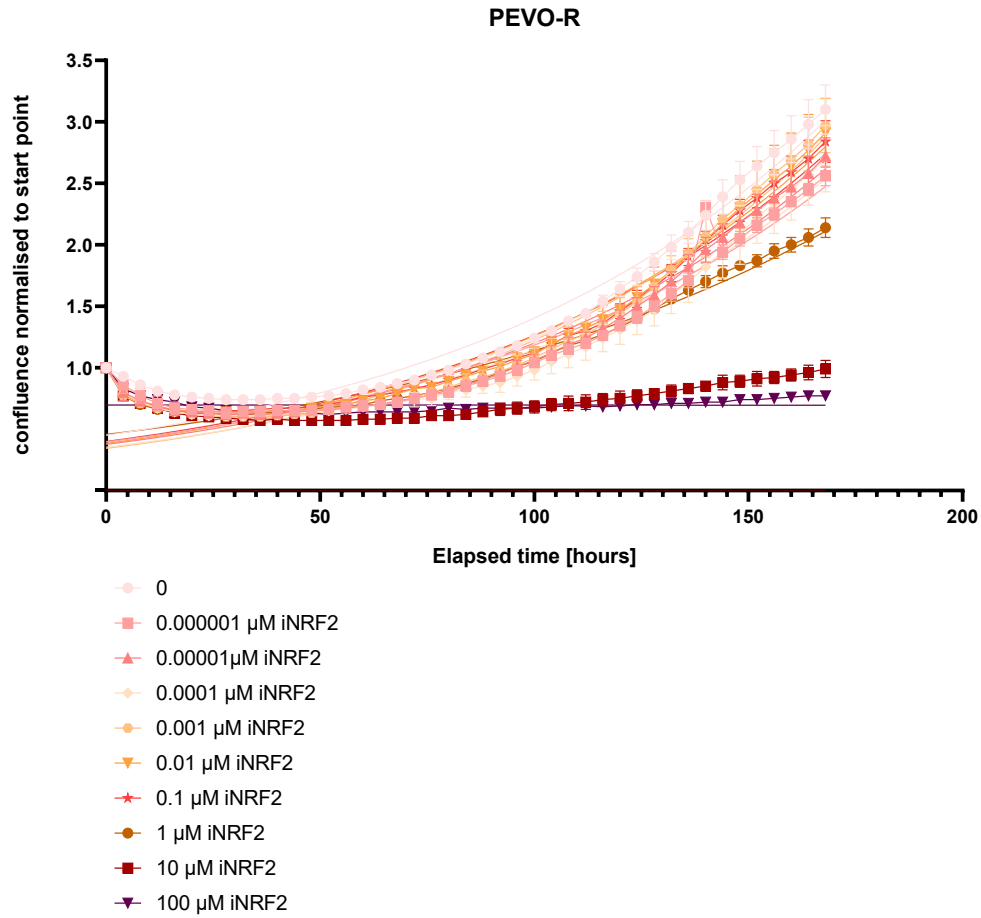 PEVO-R
confluence normalised to start point
3.5
3.0
2.5
2.0
1.5
1.0
0
50
100
150
200
Elapsed time [hours]
0
0.000001 µM iNRF2
0.00001µM iNRF2
0.0001 µM iNRF2
0.001 µM iNRF2
0.01 µM iNRF2
0.1 µM iNRF2
1 µM iNRF2
10 µM iNRF2
100 µM iNRF2